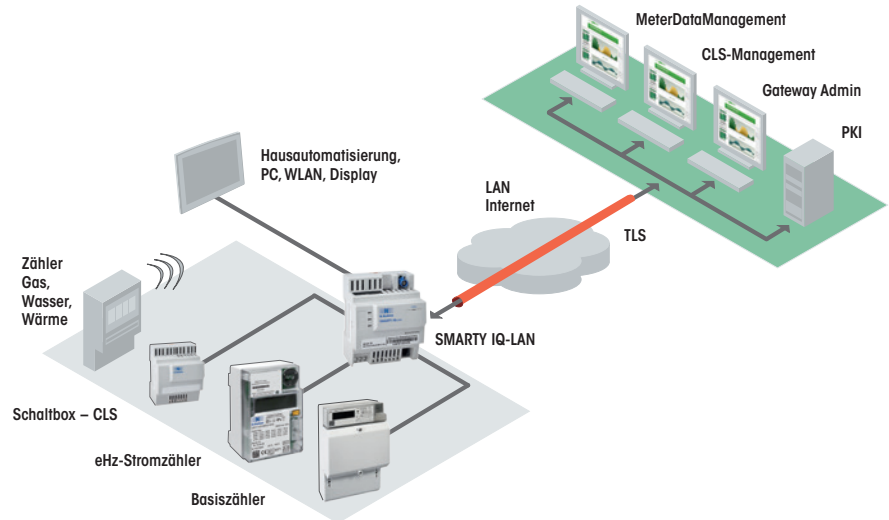 MeterDataManagement
CLS-Management
Gateway Admin
PKI
Hausautomatisierung,
PC, WLAN, Display
LAN
Internet
TLS
Zähler
Gas,
Wasser,
Wärme
SMARTY IQ-LAN
Schaltbox – CLS
eHz-Stromzähler
Basiszähler